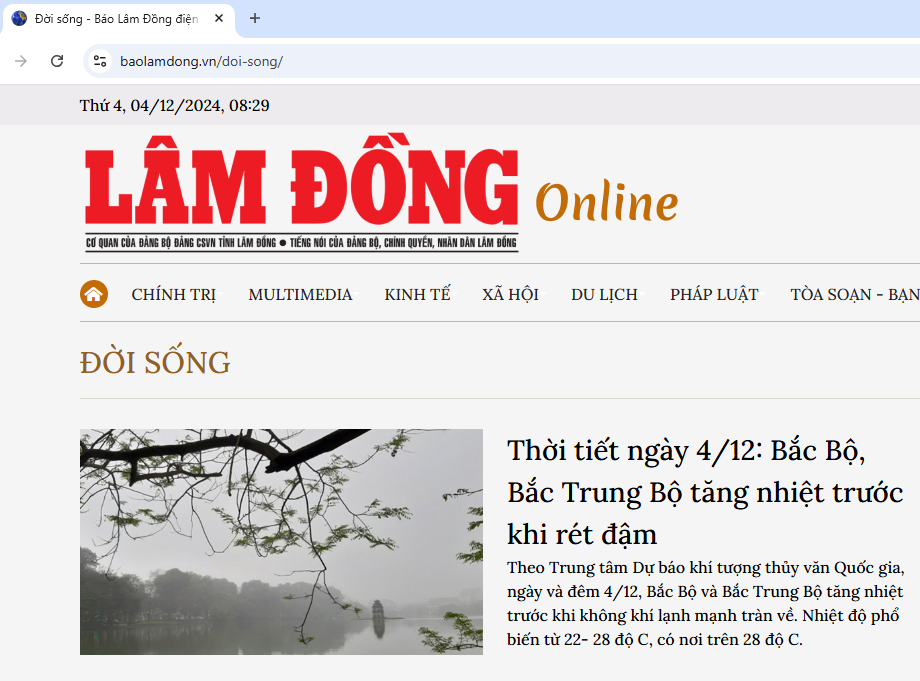 Đời sống - Báo Lâm Đồng điện
baolamdong.vn/doi-song/
Thứ 4, 04/12/2024, 08:29
LÂM ĐỒNG Online
CƠ QUAN CỦA ĐẢNG BỘ ĐẢNG CSVN TỈNH LÂM ĐỒNG ● TIẾNG NÓI CỦA ĐẢNG BỘ, CHÍNH QUYỀN, NHÂN DÂN LÂM ĐỒNG
CHÍNH TRỊ MULTIMEDIA KINH TẾ XÃ HỘI DU LỊCH PHÁP LUẬT TÒA SOẠN - BẠN
ĐỜI SỐNG
Thời tiết ngày 4/12: Bắc Bộ,
Bắc Trung Bộ tăng nhiệt trước
khi rét đậm
Theo Trung tâm Dự báo khí tượng thủy văn Quốc gia,
ngày và đêm 4/12, Bắc Bộ và Bắc Trung Bộ tăng nhiệt
trước khi không khí lạnh mạnh tràn về. Nhiệt độ phổ
biến từ 22- 28 độ C, có nơi trên 28 độ C.